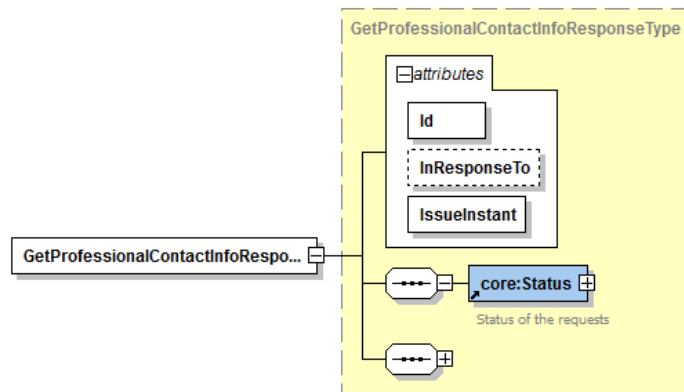 GetProfessionalContactInfoResponseType
attributes
Id
InResponseTo
IssueInstant
GetProfessionalContactInfoRespo...
core:Status
Status of the requests